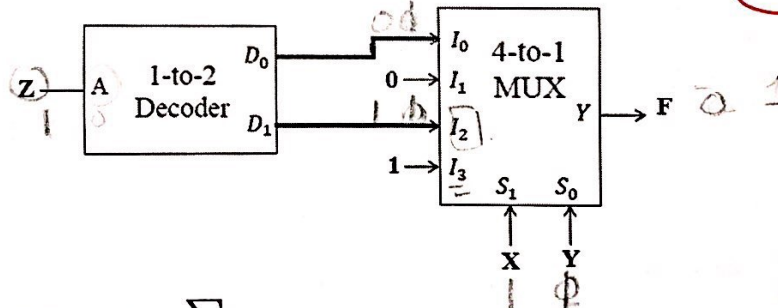 D₀ I₀ 4-to-1
1-to-2 0 I₁ MUX
Z A Decoder Y F
D₁ I₂
1 I₃ S₁ S₀
X Y
∑